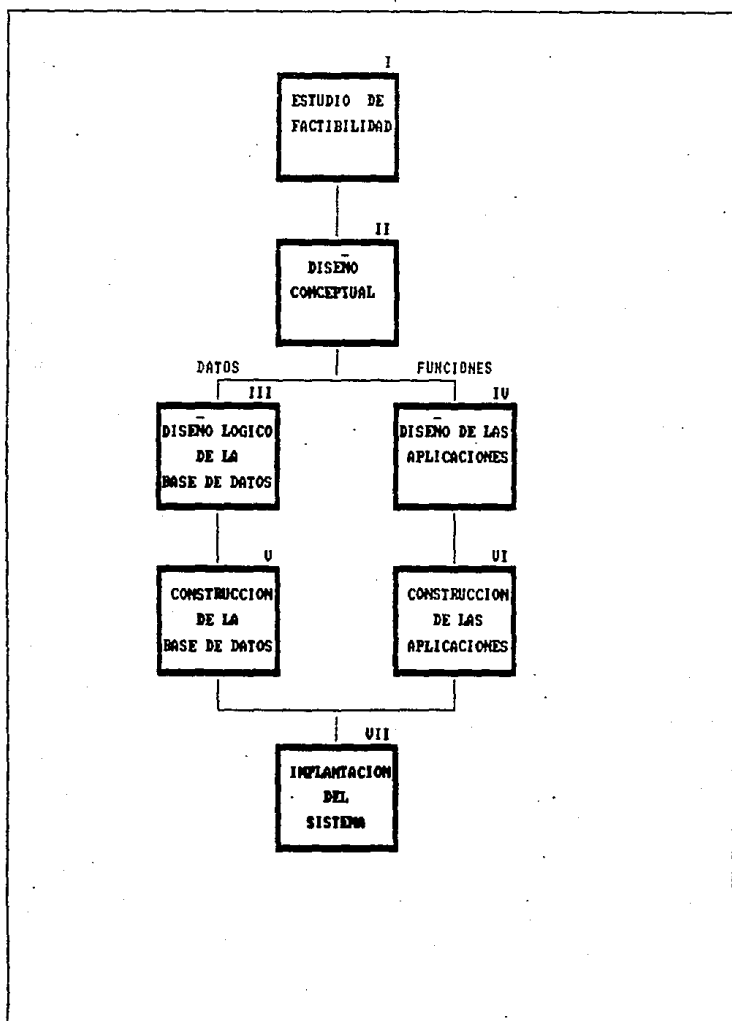 I
ESTUDIO DE
FACTIBILIDAD
II
DISEÑO
CONCEPTUAL
DATOS
FUNCIONES
III
DISEÑO LOGICO
DE LA
BASE DE DATOS
IV
DISEÑO DE LAS
APLICACIONES
V
CONSTRUCCION
DE LA
BASE DE DATOS
VI
CONSTRUCCION
DE LAS
APLICACIONES
VII
IMPLANTACION
DEL
SISTEMA